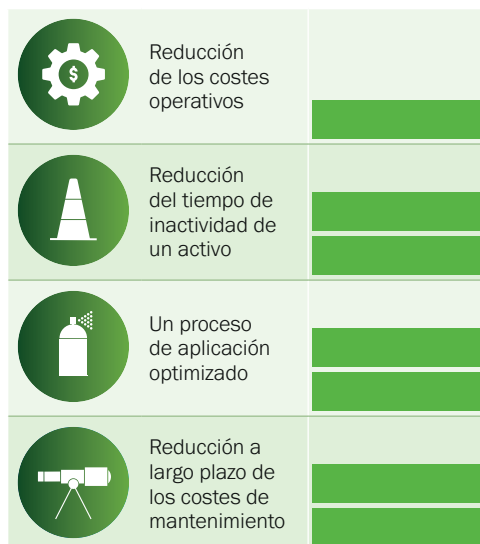 $
Reducción
de los costes
operativos
Reducción
del tiempo de
inactividad de
un activo
Un proceso
de aplicación
optimizado
Reducción a
largo plazo de
los costes de
mantenimiento